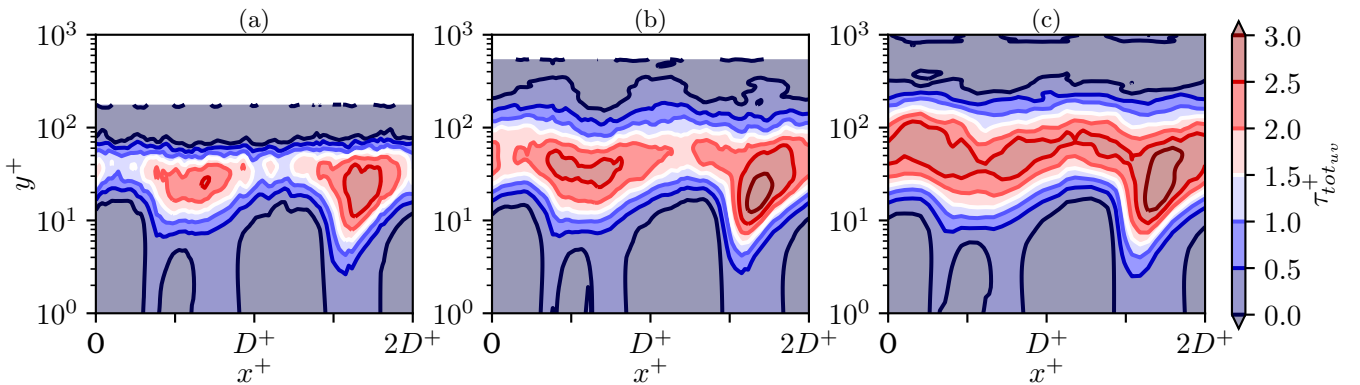 (a) (b) (c)
10³ 10³ 10³ 3.0
2.5
10² 10² 10² 2.0
y⁺ 1.5 τ⁺ₜₒₜᵤᵥ
10¹ 10¹ 10¹ 1.0
0.5
10⁰ 10⁰ 10⁰ 0.0
0 D⁺ 2D⁺ 0 D⁺ 2D⁺ 0 D⁺ 2D⁺
x⁺ x⁺ x⁺